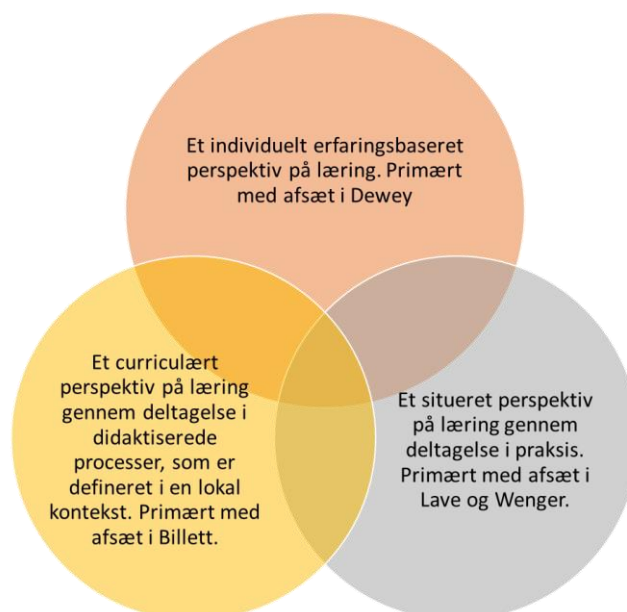 Et individuelt erfaringsbaseret
perspektiv på læring. Primært
med afsæt i Dewey
Et curriculært
perspektiv på læring
gennem deltagelse i
didaktiserede
processer, som er
defineret i en lokal
kontekst. Primært med
afsæt i Billett.
Et situeret perspektiv
på læring gennem
deltagelse i praksis.
Primært med afsæt i
Lave og Wenger.